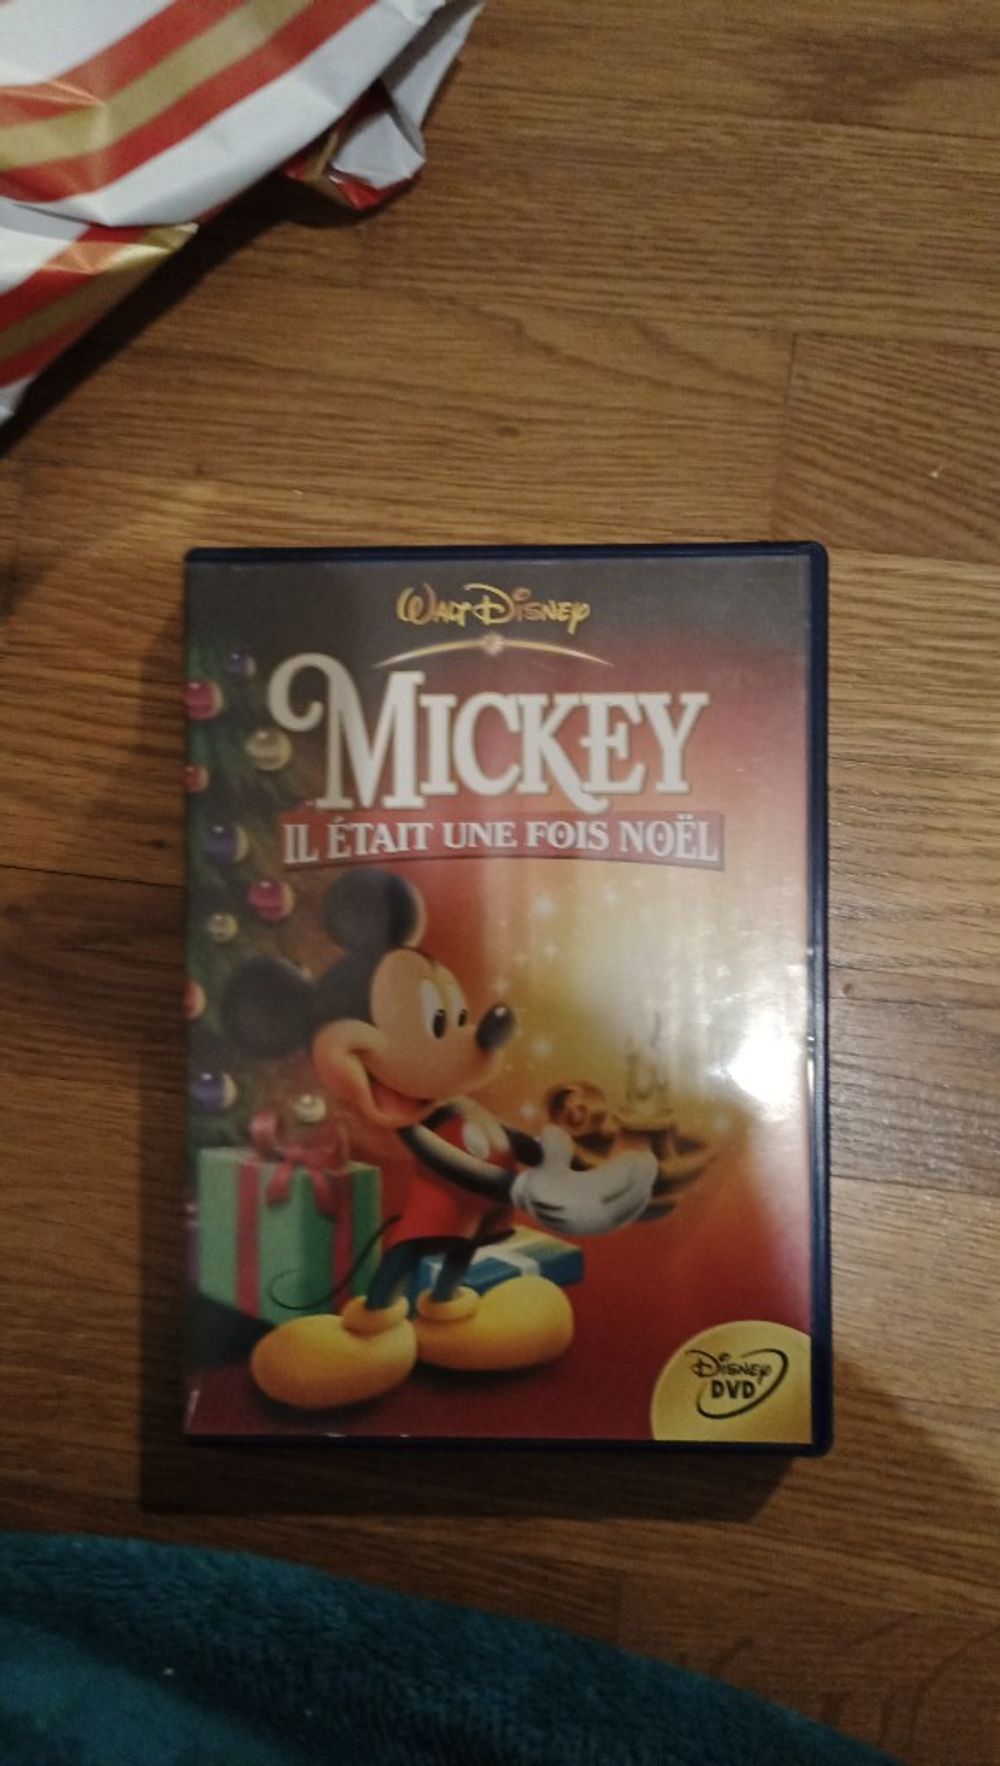 WALT DISNEY
MICKEY
IL ÉTAIT UNE FOIS NOËL
DISNEY
DVD